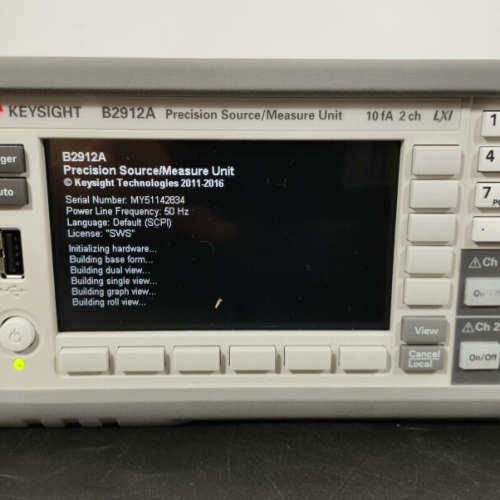 KEYSIGHT B2912A Precision Source/Measure Unit 10 fA 2 ch LXI
B2912A
Precision Source/Measure Unit
© Keysight Technologies 2011-2016
Serial Number: MY51142834
Power Line Frequency: 50 Hz
Language: Default (SCPI)
License: "SWS"
Initializing hardware...
Building base form...
Building dual view...
Building single view...
Building graph view...
Building roll view...
1
4
7
Ch
On/Off
View
Cancel
Local
Ch 2
On/Off